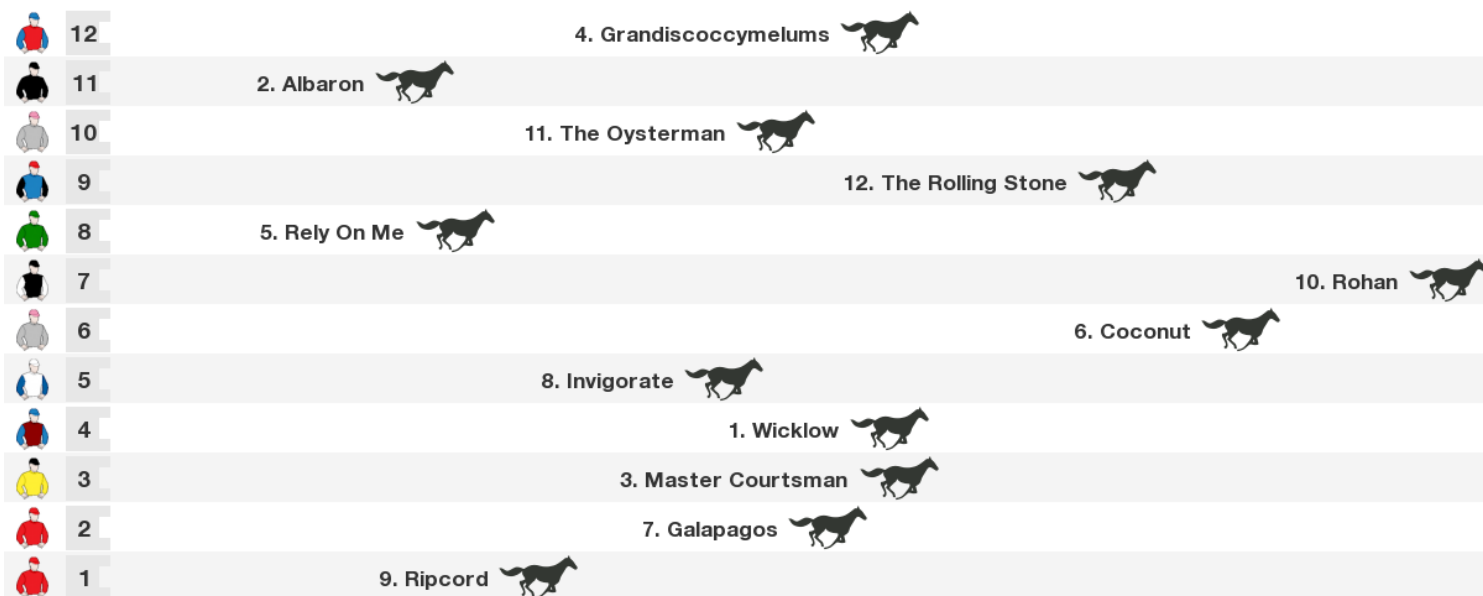 12 4. Grandiscoccymelums
11 2. Albaron
10 11. The Oysterman
9 12. The Rolling Stone
8 5. Rely On Me
7 10. Rohan
6 6. Coconut
5 8. Invigorate
4 1. Wicklow
3 3. Master Courtsman
2 7. Galapagos
1 9. Ripcord